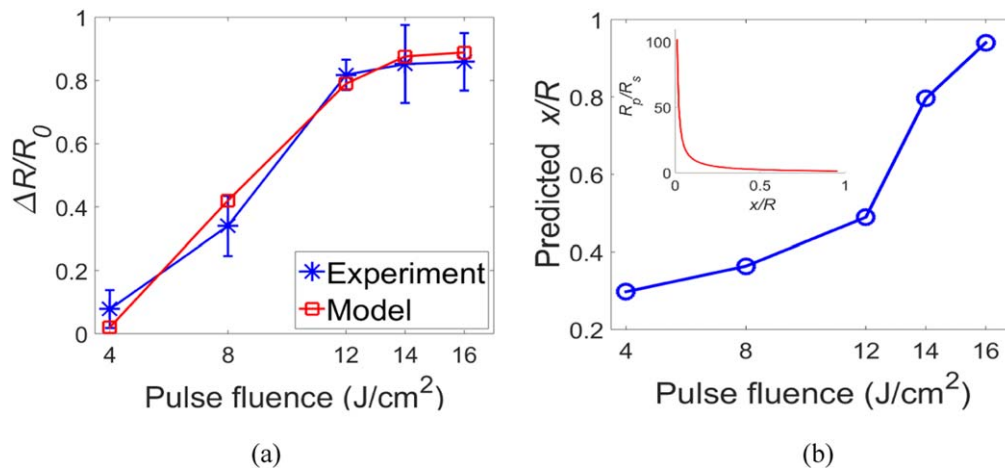 1
0.8
0.6
0.4
0.2
0
ΔR/R₀
4 8 12 14 16
Pulse fluence (J/cm²)
Experiment
Model
(a)
1
0.8
0.6
0.4
0.2
Predicted x/R
4 8 12 14 16
Pulse fluence (J/cm²)
100
50
0
Rₚ/Rₛ
0 0.5 1
x/R
(b)